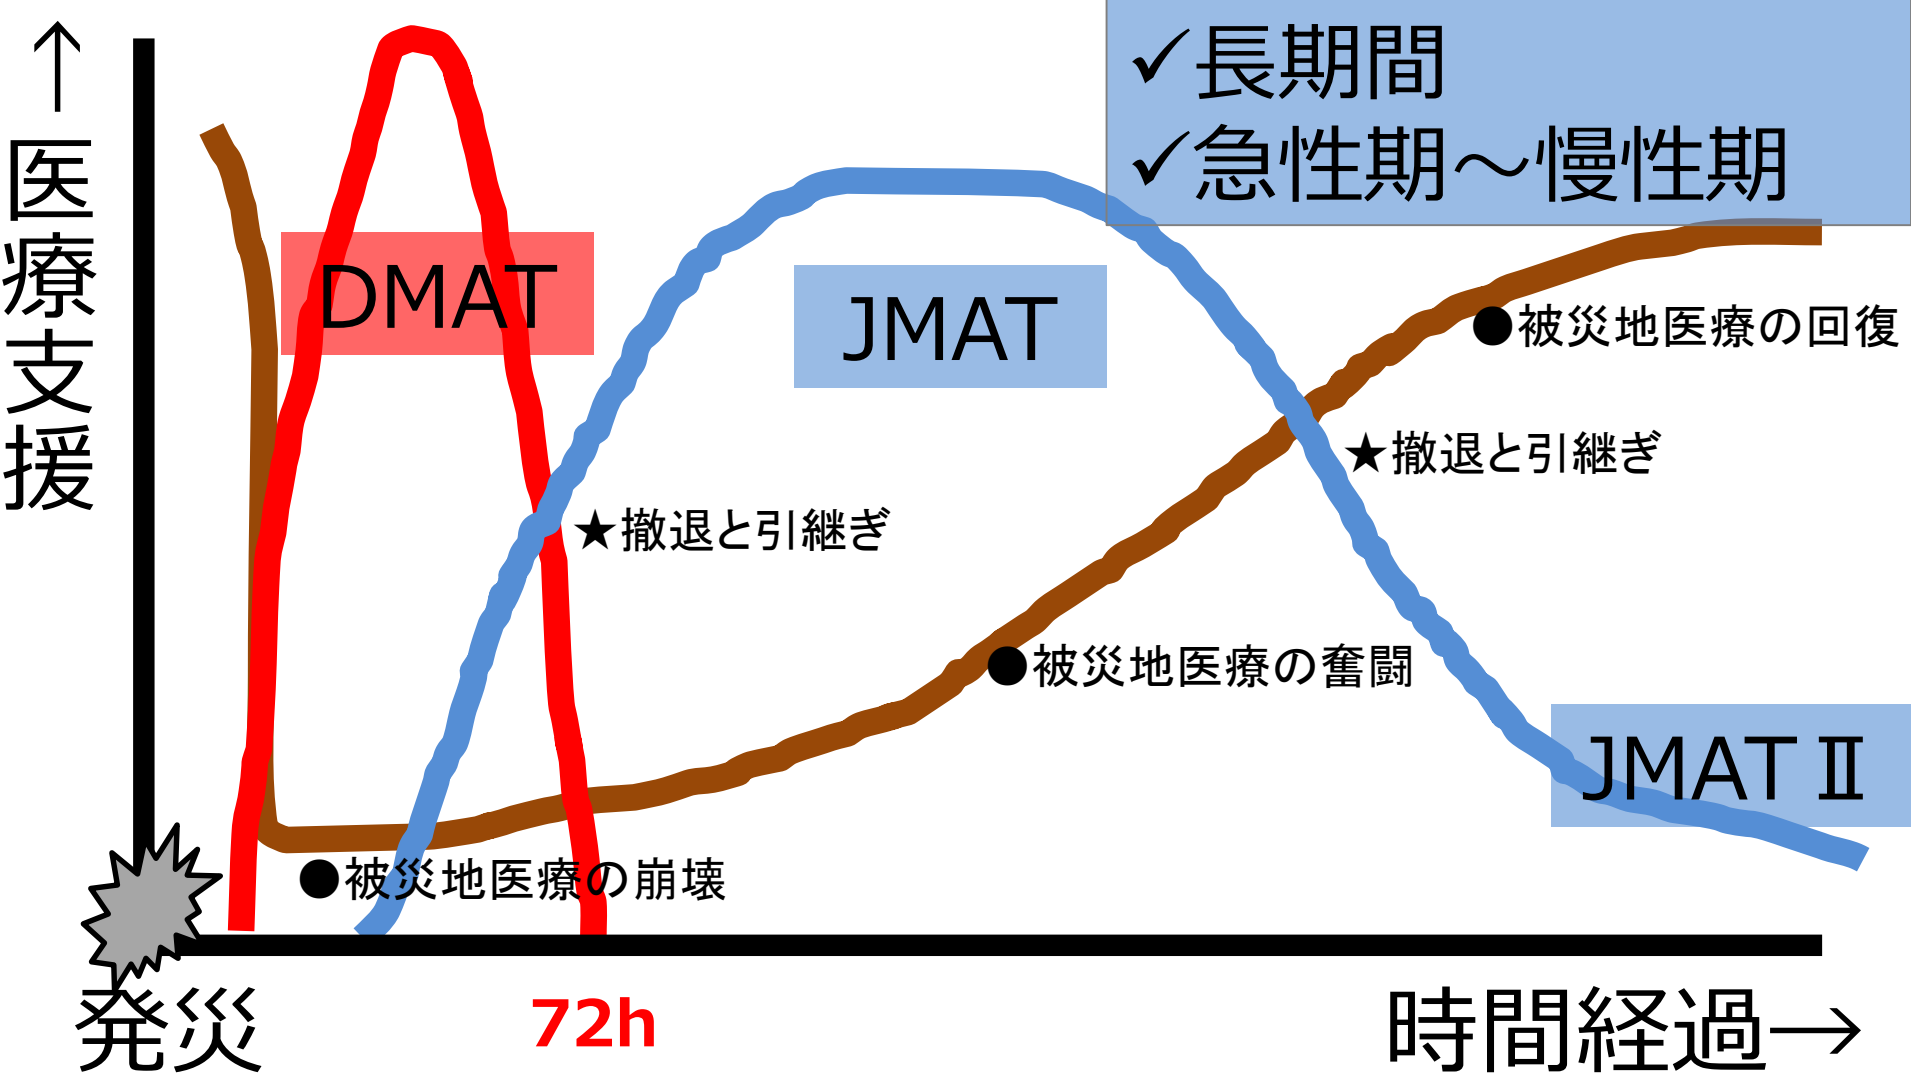 ↑医療支援
✓長期間
✓急性期～慢性期
DMAT
JMAT
●被災地医療の回復
★撤退と引継ぎ
★撤退と引継ぎ
●被災地医療の奮闘
JMATⅡ
●被災地医療の崩壊
発災
72h
時間経過→